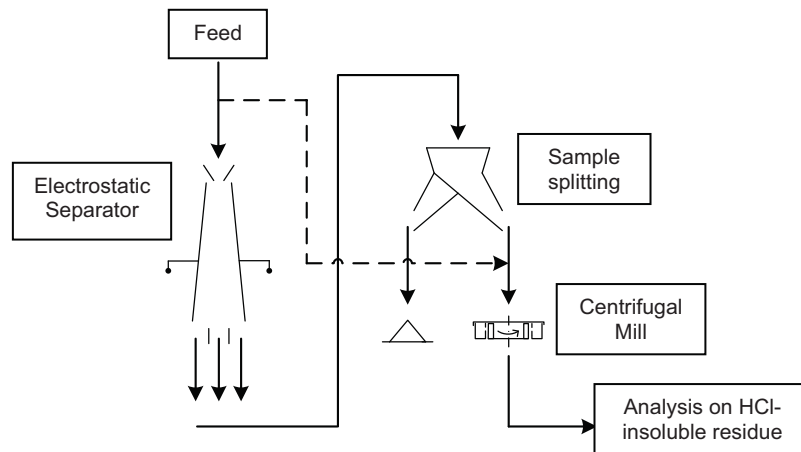 Feed
Electrostatic
Separator
Sample
splitting
Centrifugal
Mill
Analysis on HCl-
insoluble residue